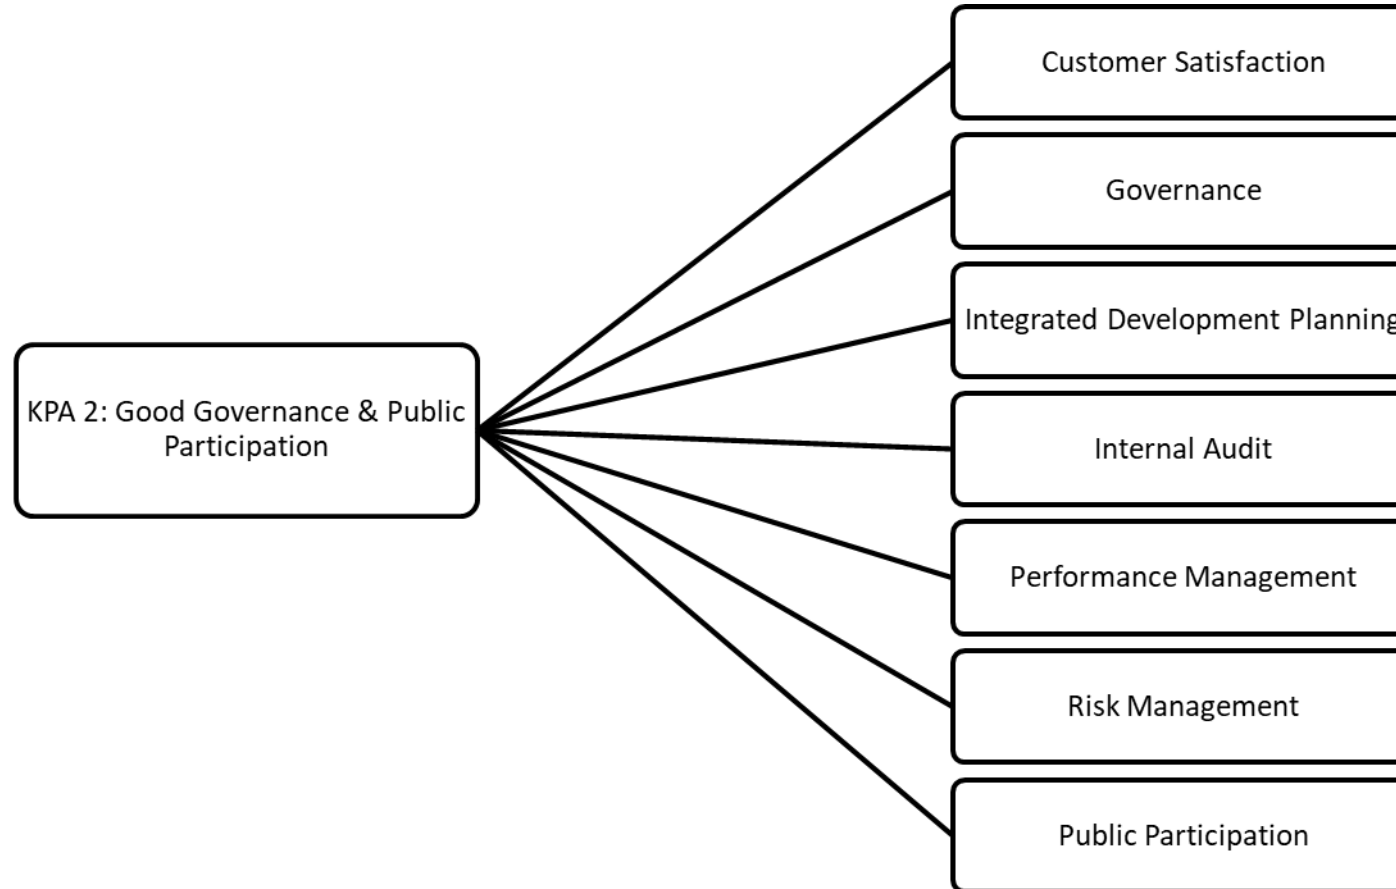 Customer Satisfaction
Governance
Integrated Development Planning
KPA 2: Good Governance & Public
Participation
Internal Audit
Performance Management
Risk Management
Public Participation